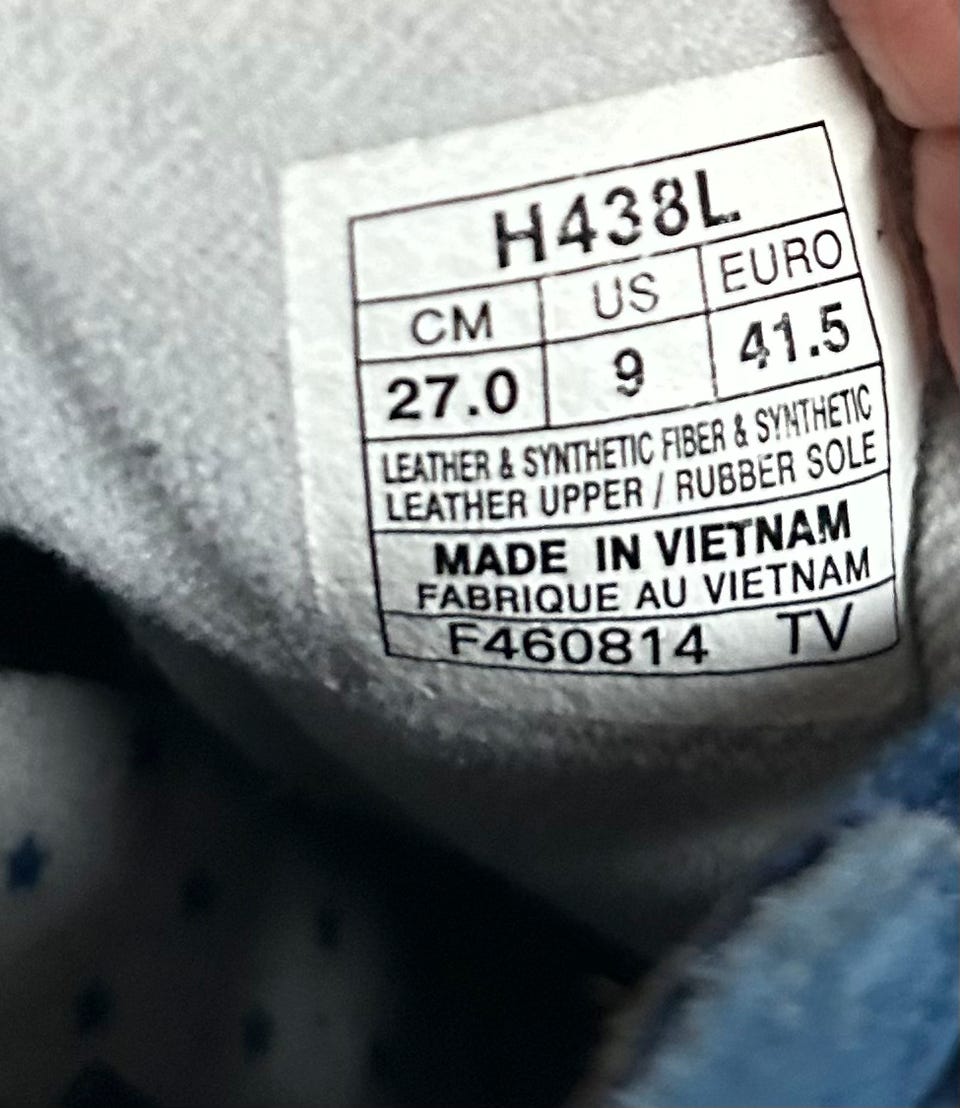 H438L
CM US EURO
27.0 9 41.5
LEATHER & SYNTHETIC FIBER & SYNTHETIC
LEATHER UPPER / RUBBER SOLE
MADE IN VIETNAM
FABRIQUE AU VIETNAM
F460814 TV